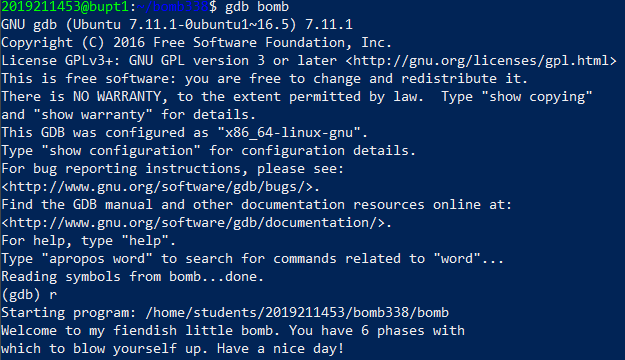 2019211453@bupt1:~/bomb338$ gdb bomb
GNU gdb (Ubuntu 7.11.1-0ubuntu1~16.5) 7.11.1
Copyright (C) 2016 Free Software Foundation, Inc.
License GPLv3+: GNU GPL version 3 or later <http://gnu.org/licenses/gpl.html>
This is free software: you are free to change and redistribute it.
There is NO WARRANTY, to the extent permitted by law.  Type "show copying"
and "show warranty" for details.
This GDB was configured as "x86_64-linux-gnu".
Type "show configuration" for configuration details.
For bug reporting instructions, please see:
<http://www.gnu.org/software/gdb/bugs/>.
Find the GDB manual and other documentation resources online at:
<http://www.gnu.org/software/gdb/documentation/>.
For help, type "help".
Type "apropos word" to search for commands related to "word"...
Reading symbols from bomb...done.
(gdb) r
Starting program: /home/students/2019211453/bomb338/bomb
Welcome to my fiendish little bomb. You have 6 phases with
which to blow yourself up. Have a nice day!